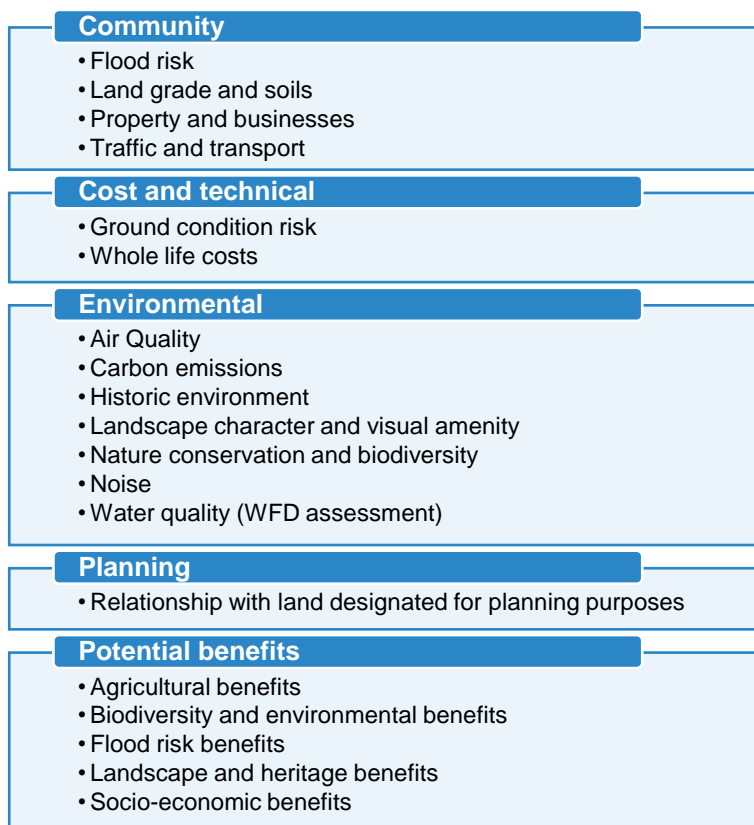 Community
• Flood risk
• Land grade and soils
• Property and businesses
• Traffic and transport
Cost and technical
• Ground condition risk
• Whole life costs
Environmental
• Air Quality
• Carbon emissions
• Historic environment
• Landscape character and visual amenity
• Nature conservation and biodiversity
• Noise
• Water quality (WFD assessment)
Planning
• Relationship with land designated for planning purposes
Potential benefits
• Agricultural benefits
• Biodiversity and environmental benefits
• Flood risk benefits
• Landscape and heritage benefits
• Socio-economic benefits